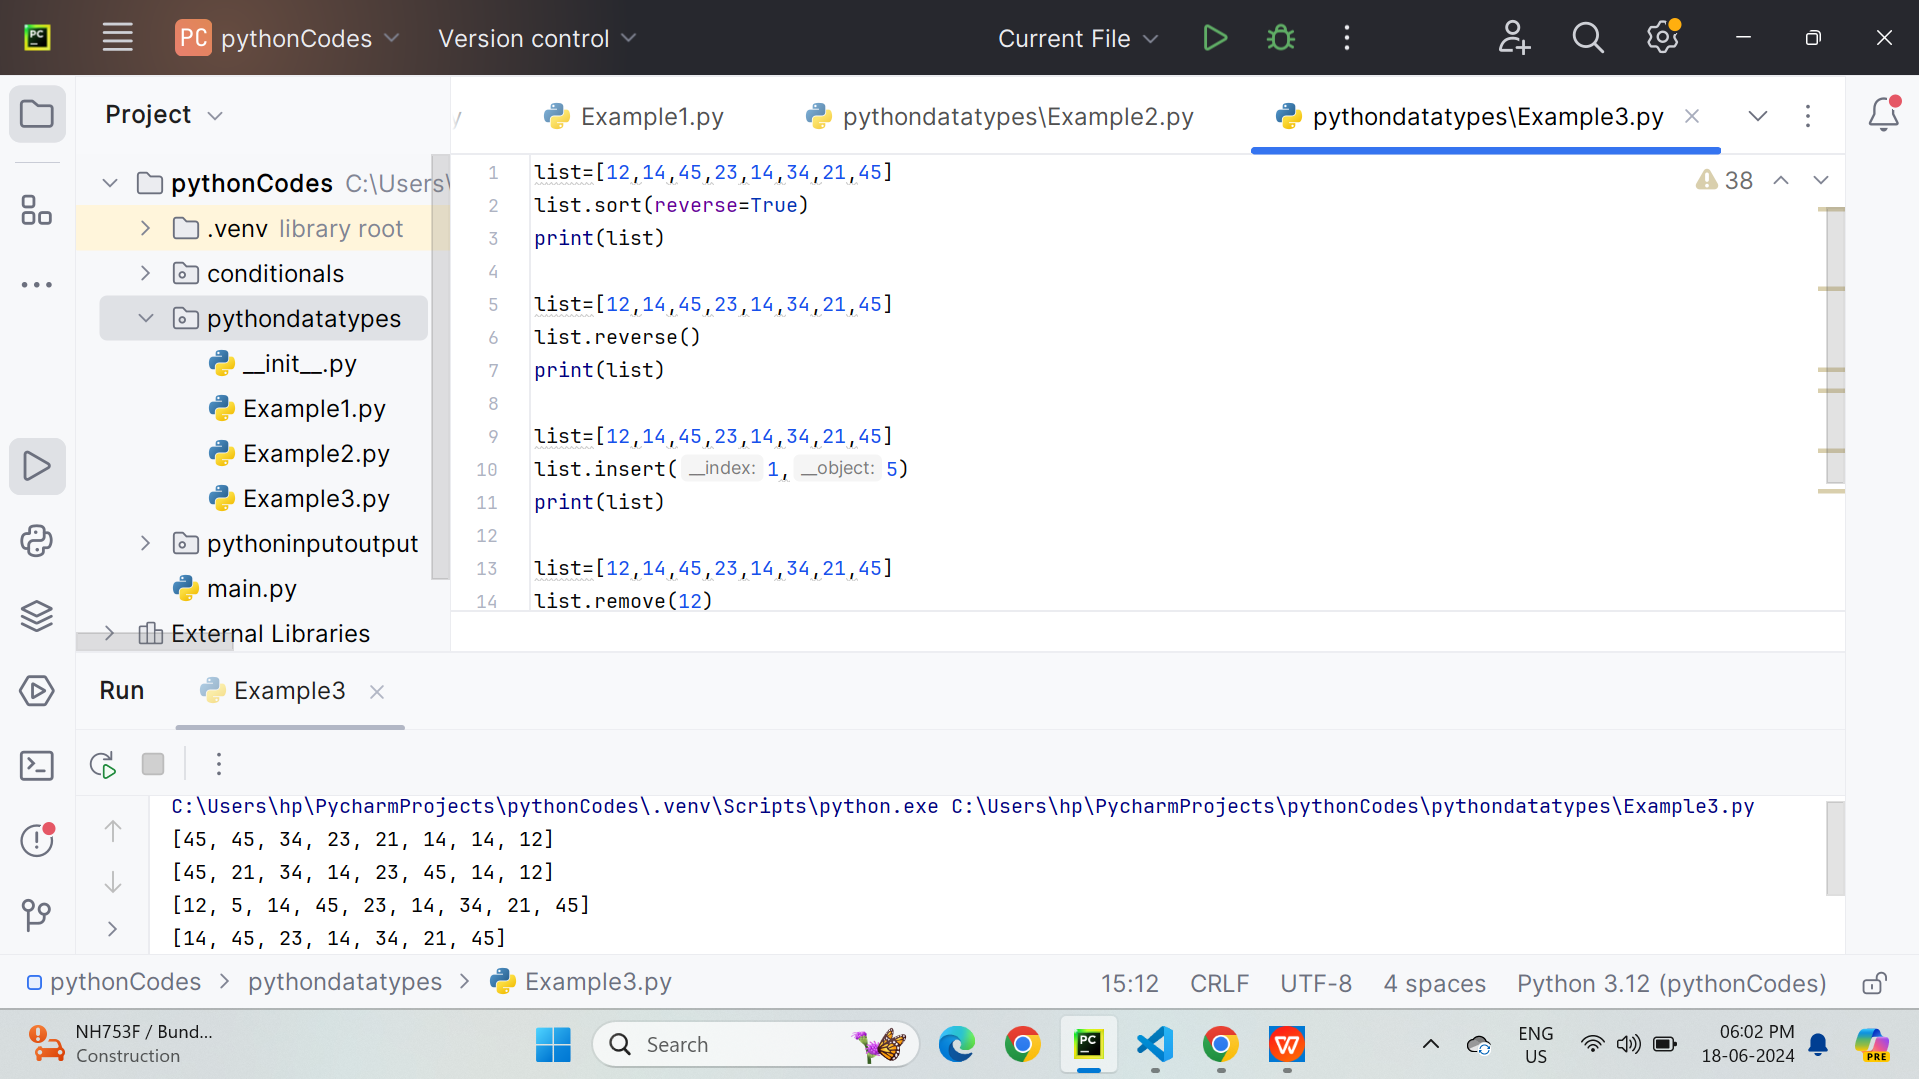 PC pythonCodes Version control Current File
Project
y Example1.py pythondatatypes\Example2.py pythondatatypes\Example3.py
pythonCodes C:\Users\
.venv library root
conditionals
pythondatatypes
__init__.py
Example1.py
Example2.py
Example3.py
pythoninputoutput
main.py
External Libraries
38
1 list=[12,14,45,23,14,34,21,45]
2 list.sort(reverse=True)
3 print(list)
4
5 list=[12,14,45,23,14,34,21,45]
6 list.reverse()
7 print(list)
8
9 list=[12,14,45,23,14,34,21,45]
10 list.insert( __index: 1, __object: 5)
11 print(list)
12
13 list=[12,14,45,23,14,34,21,45]
14 list.remove(12)
Run Example3
C:\Users\hp\PycharmProjects\pythonCodes\.venv\Scripts\python.exe C:\Users\hp\PycharmProjects\pythonCodes\pythondatatypes\Example3.py
[45, 45, 34, 23, 21, 14, 14, 12]
[45, 21, 34, 14, 23, 45, 14, 12]
[12, 5, 14, 45, 23, 14, 34, 21, 45]
[14, 45, 23, 14, 34, 21, 45]
pythonCodes > pythondatatypes > Example3.py 15:12 CRLF UTF-8 4 spaces Python 3.12 (pythonCodes)
NH753F / Bund...
Construction
Search
PC
W
ENG
US
06:02 PM
18-06-2024
PRE